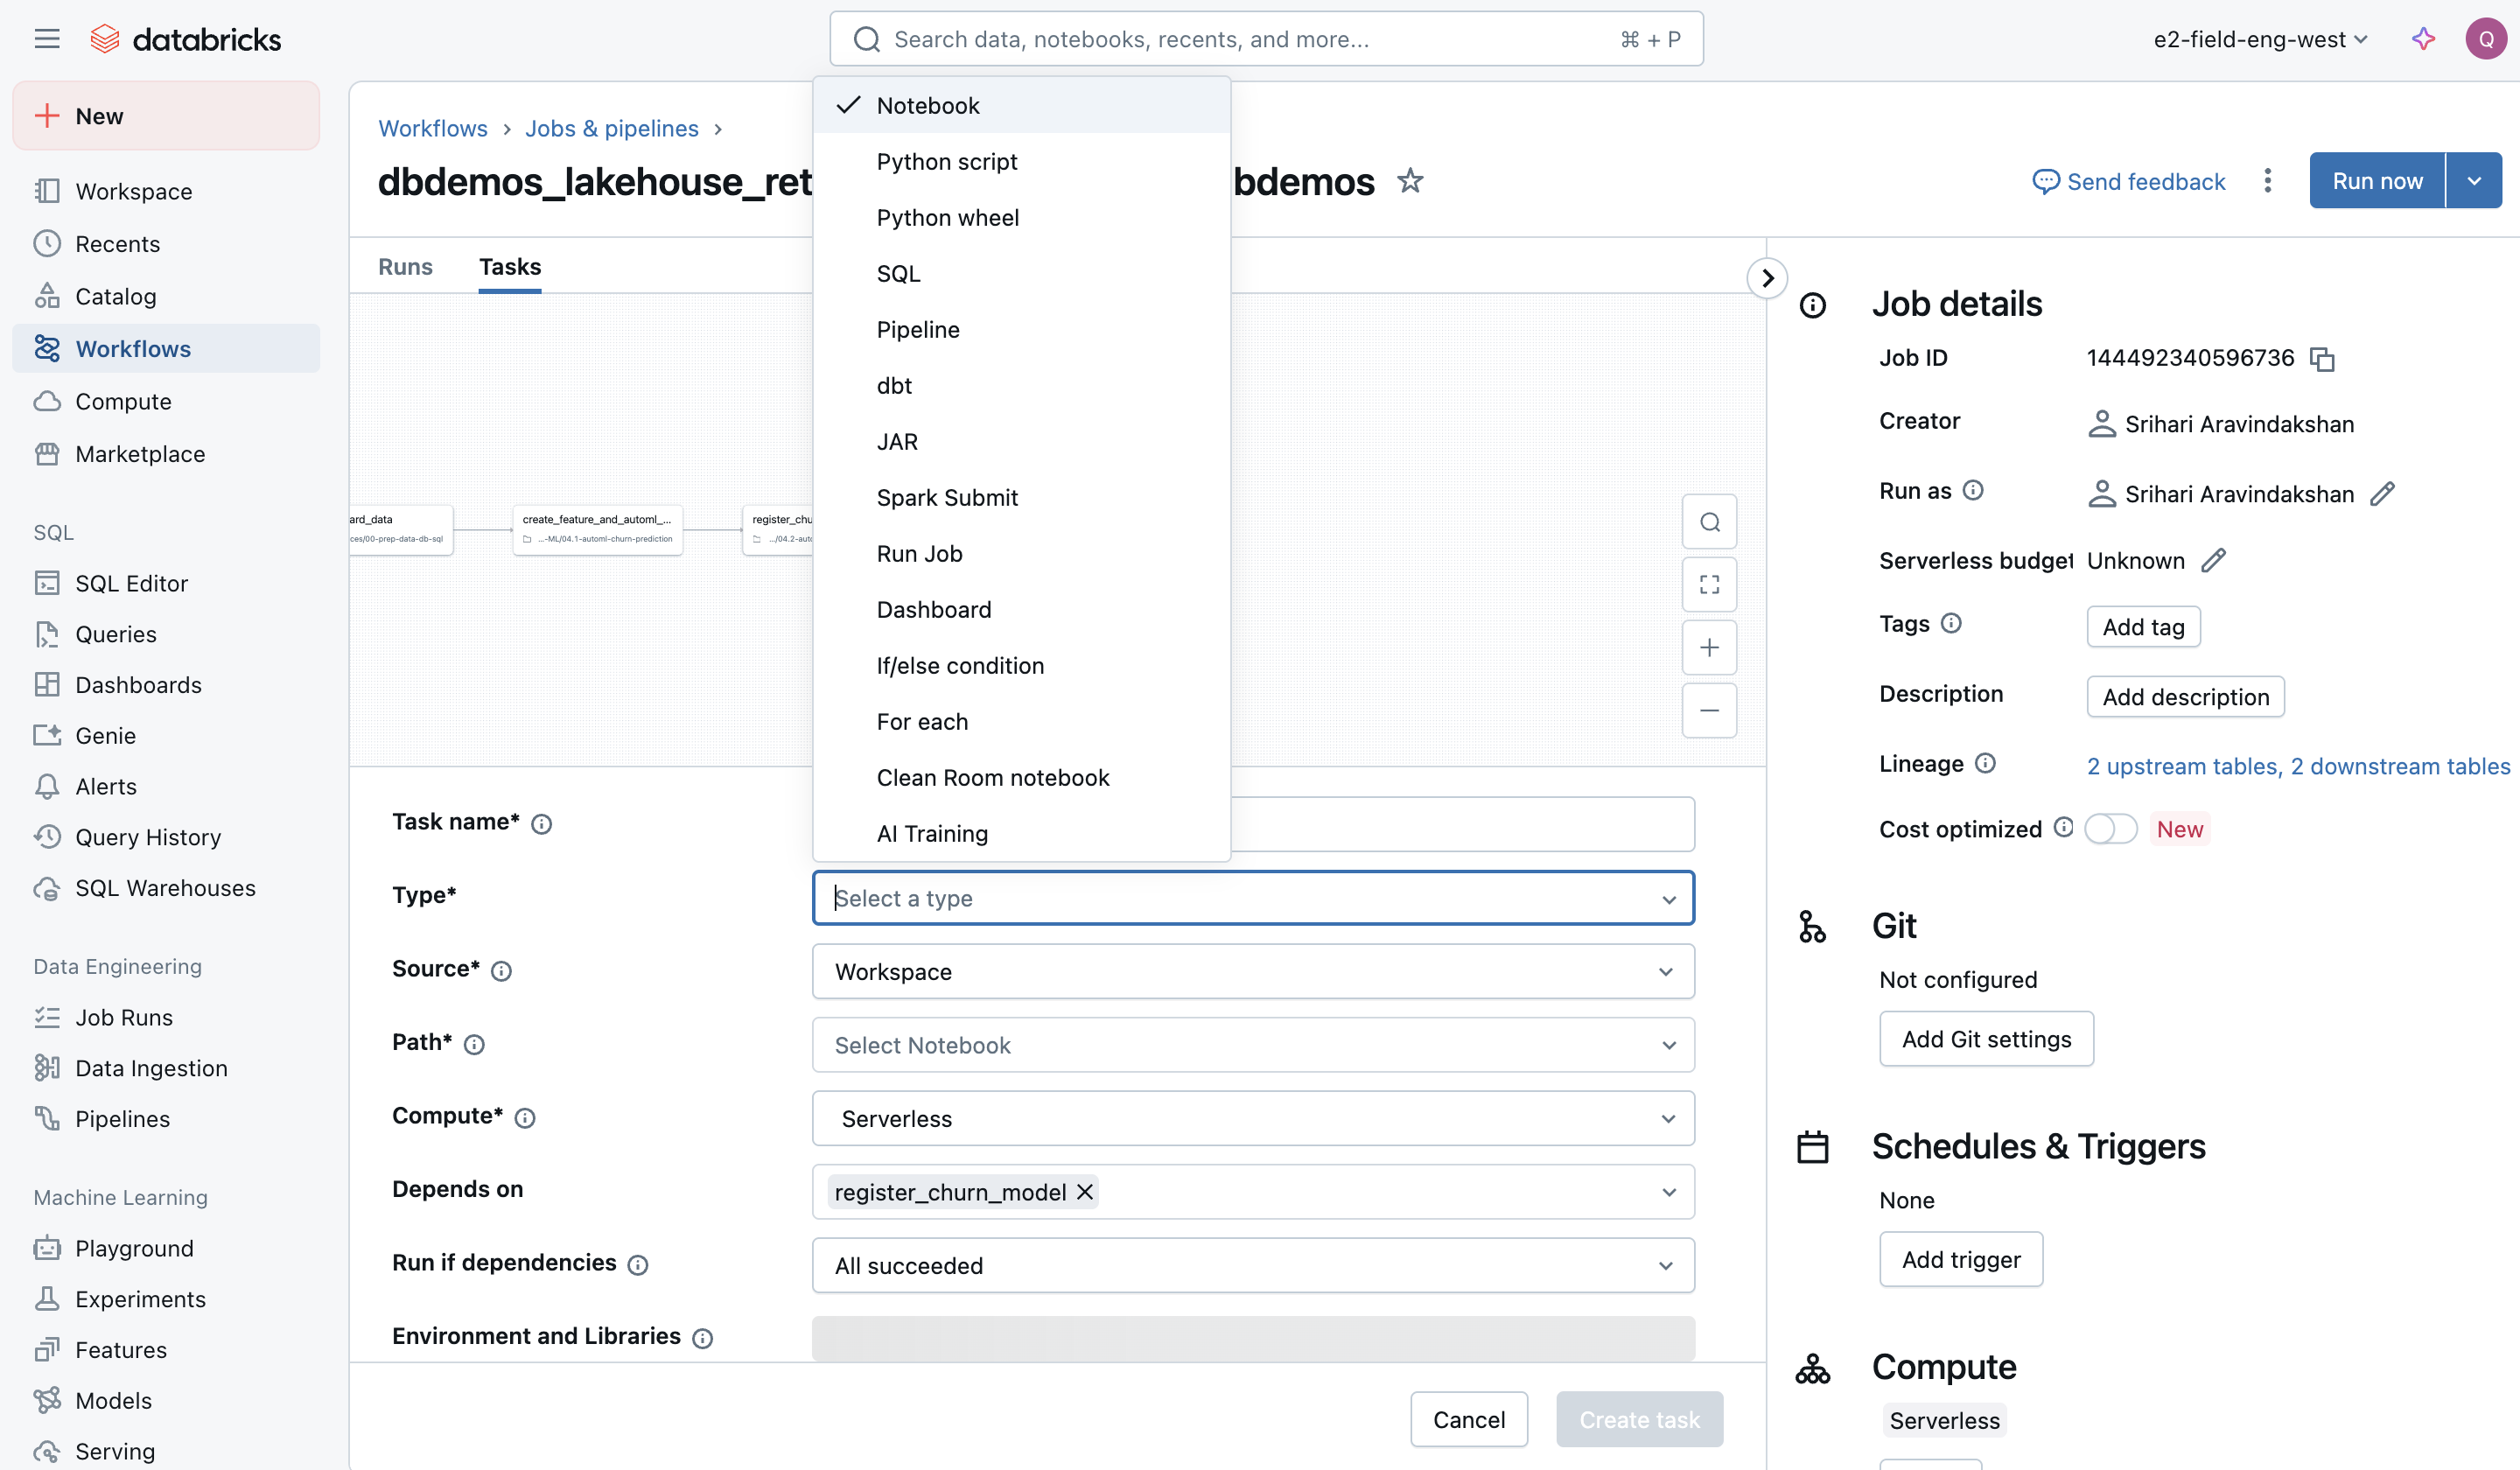 databricks
Search data, notebooks, recents, and more...
⌘ + P
e2-field-eng-west
Q
New
Workspace
Recents
Catalog
Workflows
Compute
Marketplace
SQL
SQL Editor
Queries
Dashboards
Genie
Alerts
Query History
SQL Warehouses
Data Engineering
Job Runs
Data Ingestion
Pipelines
Machine Learning
Playground
Experiments
Features
Models
Serving
Workflows › Jobs & pipelines ›
dbdemos_lakehouse_ret bdemos
Send feedback
Run now
Runs
Tasks
ard_data
ces/00-prep-data-db-sql
create_feature_and_automl_...
...-ML/04.1-automl-churn-prediction
register_chu
.../04.2-auto
Notebook
Python script
Python wheel
SQL
Pipeline
dbt
JAR
Spark Submit
Run Job
Dashboard
If/else condition
For each
Clean Room notebook
AI Training
Task name*
Type*
Select a type
Source*
Workspace
Path*
Select Notebook
Compute*
Serverless
Depends on
register_churn_model
Run if dependencies
All succeeded
Environment and Libraries
Cancel
Create task
Job details
Job ID
144492340596736
Creator
Srihari Aravindakshan
Run as
Srihari Aravindakshan
Serverless budget
Unknown
Tags
Add tag
Description
Add description
Lineage
2 upstream tables, 2 downstream tables
Cost optimized
New
Git
Not configured
Add Git settings
Schedules & Triggers
None
Add trigger
Compute
Serverless